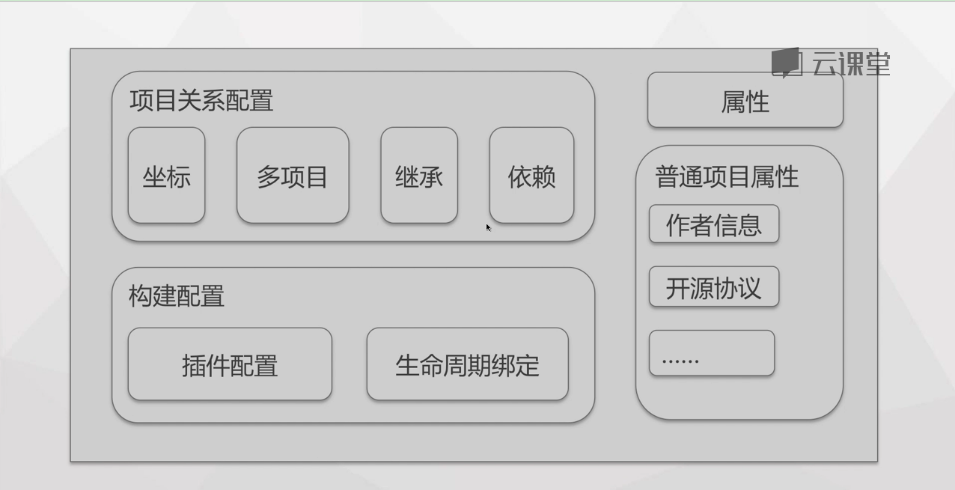 云课堂
项目关系配置
坐标
多项目
继承
依赖
构建配置
插件配置
生命周期绑定
属性
普通项目属性
作者信息
开源协议
……